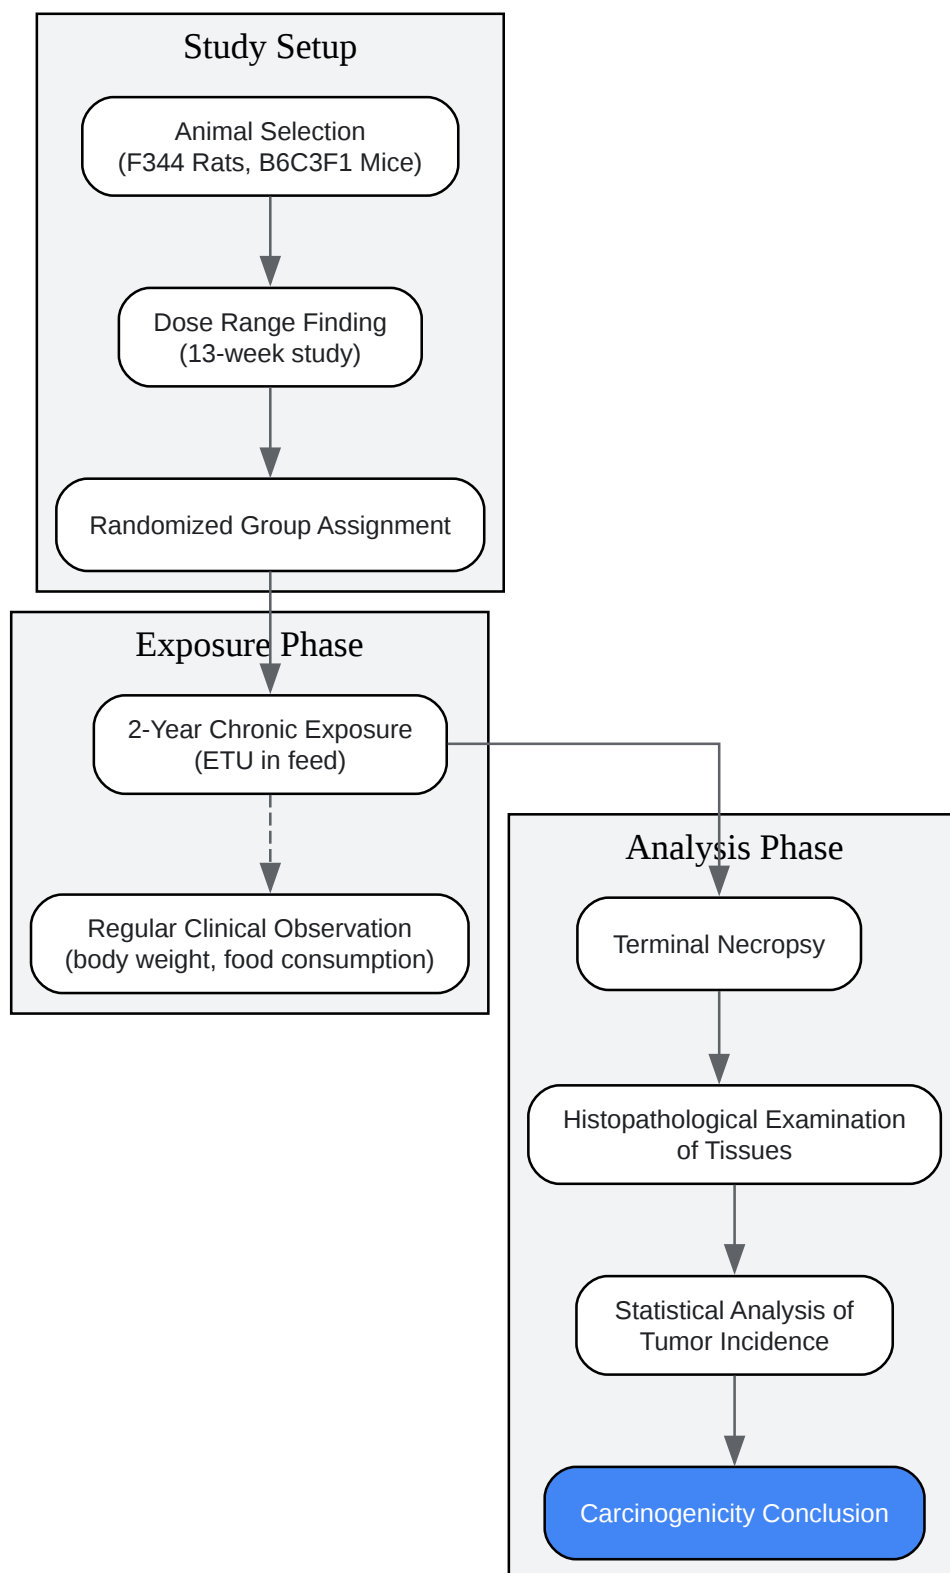 Study Setup
Animal Selection
(F344 Rats, B6C3F1 Mice)
Dose Range Finding
(13-week study)
Randomized Group Assignment
Exposure Phase
2-Year Chronic Exposure
(ETU in feed)
Regular Clinical Observation
(body weight, food consumption)
Analysis Phase
Terminal Necropsy
Histopathological Examination
of Tissues
Statistical Analysis of
Tumor Incidence
Carcinogenicity Conclusion